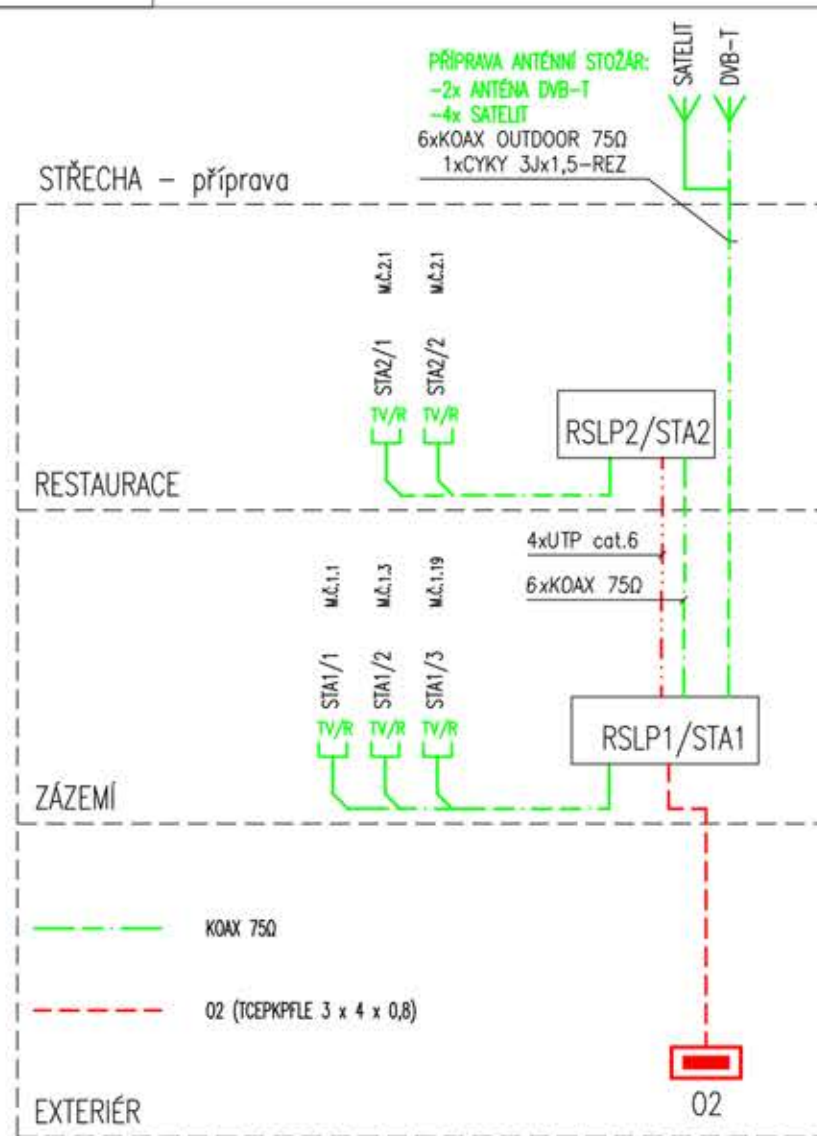 PŘÍPRAVA ANTÉNNÍ STOŽÁR:
-2x ANTÉNA DVB-T
-4x SATELIT
6xKOAX OUTDOOR 75Ω
1xCYKY 3Jx1,5-REZ
SATELIT
DVB-T
STŘECHA - příprava
M.Č.2.1
M.Č.2.1
STA2/1
STA2/2
TV/R
TV/R
RSLP2/STA2
RESTAURACE
4xUTP cat.6
6xKOAX 75Ω
M.Č.1.1
M.Č.1.3
M.Č.1.19
STA1/1
STA1/2
STA1/3
TV/R
TV/R
TV/R
RSLP1/STA1
ZÁZEMÍ
KOAX 75Ω
O2 (TCEPKPFLE 3 x 4 x 0,8)
O2
EXTERIÉR